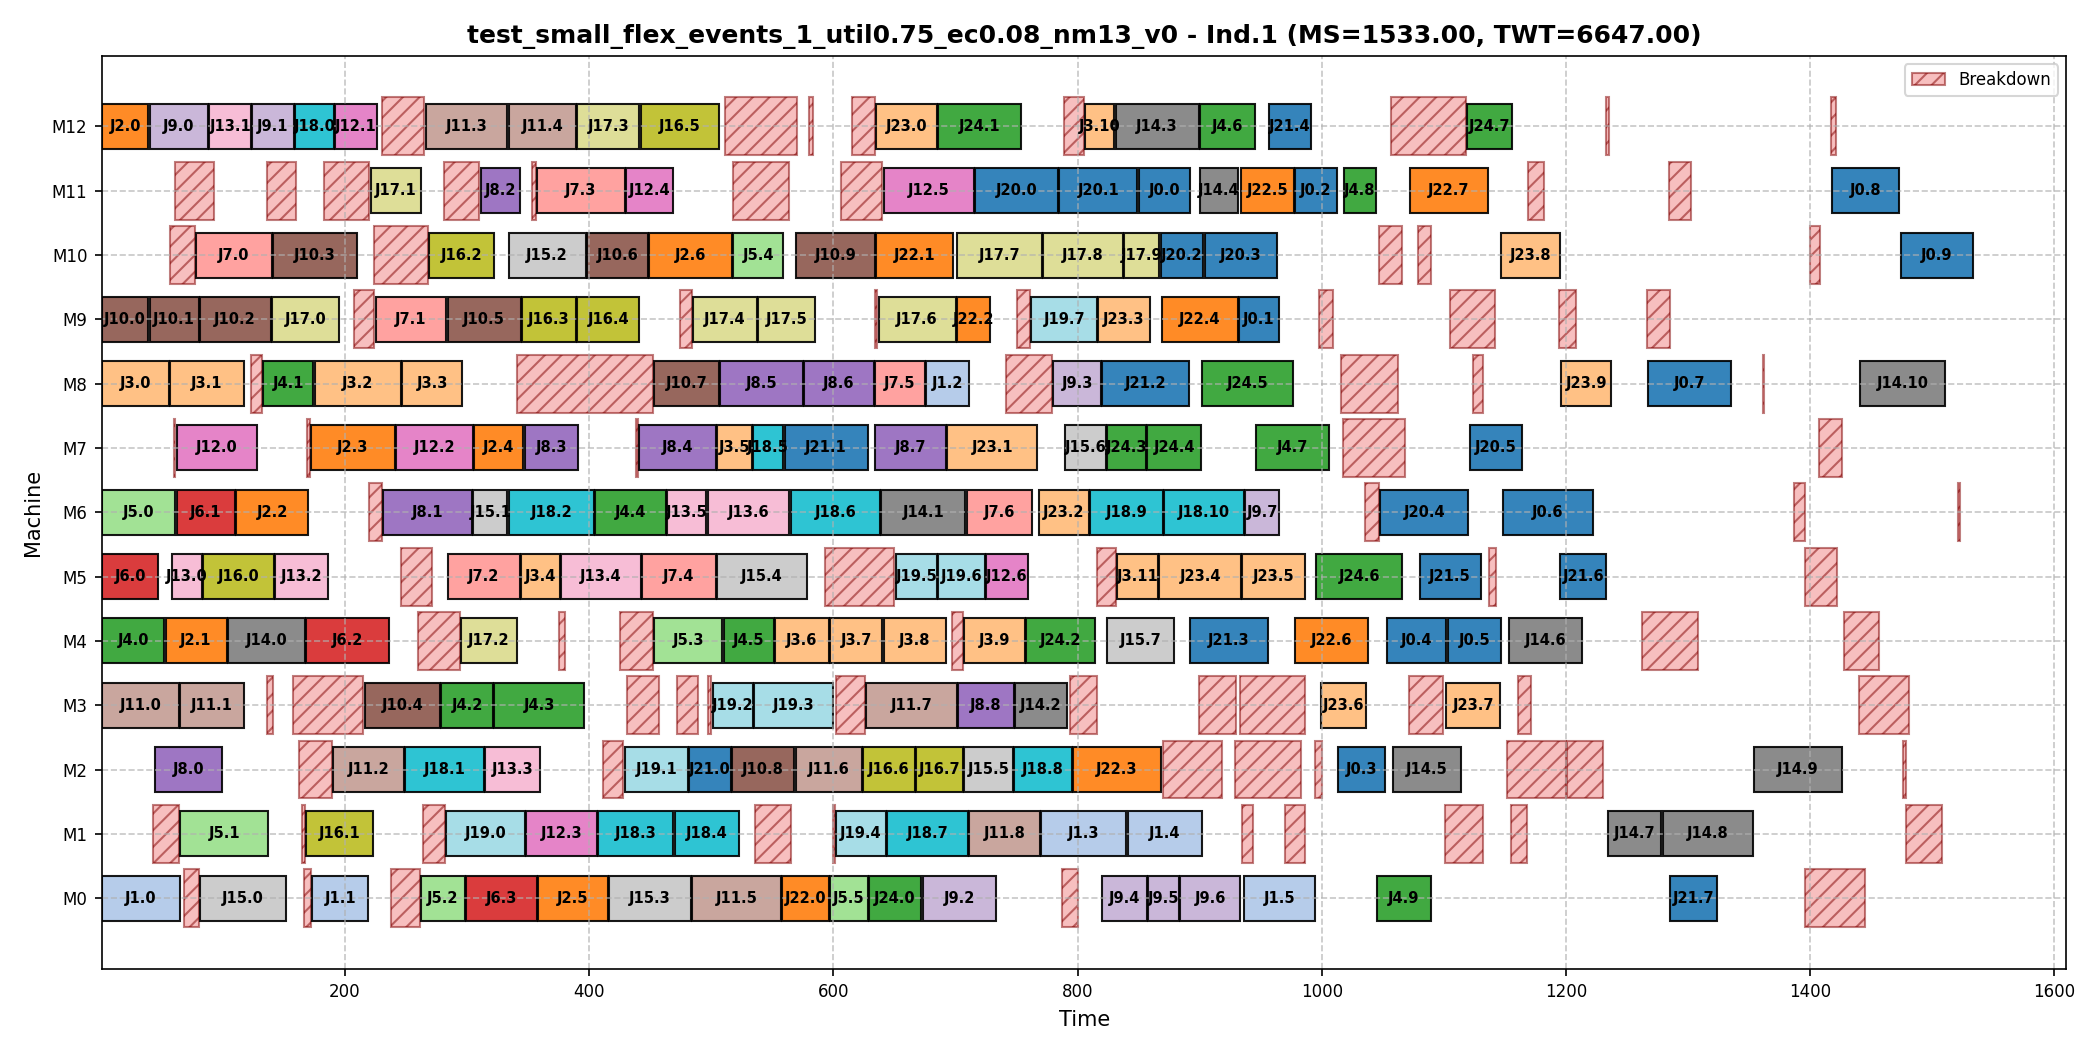 test_small_flex_events_1_util0.75_ec0.08_nm13_v0 - Ind.1 (MS=1533.00, TWT=6647.00)
Breakdown
M12 J2.0 J9.0 J13.1 J9.1 J18.0 J12.1 J11.3 J11.4 J17.3 J16.5 J23.0 J24.1 J3.10 J14.3 J4.6 J21.4 J24.7
M11 J17.1 J8.2 J7.3 J12.4 J12.5 J20.0 J20.1 J0.0 J14.4 J22.5 J0.2 J4.8 J22.7 J0.8
M10 J7.0 J10.3 J16.2 J15.2 J10.6 J2.6 J5.4 J10.9 J22.1 J17.7 J17.8 J17.9 J20.2 J20.3 J23.8 J0.9
M9 J10.0 J10.1 J10.2 J17.0 J7.1 J10.5 J16.3 J16.4 J17.4 J17.5 J17.6 J22.2 J19.7 J23.3 J22.4 J0.1
M8 J3.0 J3.1 J4.1 J3.2 J3.3 J10.7 J8.5 J8.6 J7.5 J1.2 J9.3 J21.2 J24.5 J23.9 J0.7 J14.10
M7 J12.0 J2.3 J12.2 J2.4 J8.3 J8.4 J3.5 J18.5 J21.1 J8.7 J23.1 J15.6 J24.3 J24.4 J4.7 J20.5
M6 J5.0 J6.1 J2.2 J8.1 J15.1 J18.2 J4.4 J13.5 J13.6 J18.6 J14.1 J7.6 J23.2 J18.9 J18.10 J9.7 J20.4 J0.6
M5 J6.0 J13.0 J16.0 J13.2 J7.2 J3.4 J13.4 J7.4 J15.4 J19.5 J19.6 J12.6 J3.11 J23.4 J23.5 J24.6 J21.5 J21.6
M4 J4.0 J2.1 J14.0 J6.2 J17.2 J5.3 J4.5 J3.6 J3.7 J3.8 J3.9 J24.2 J15.7 J21.3 J22.6 J0.4 J0.5 J14.6
M3 J11.0 J11.1 J10.4 J4.2 J4.3 J19.2 J19.3 J11.7 J8.8 J14.2 J23.6 J23.7
M2 J8.0 J11.2 J18.1 J13.3 J19.1 J21.0 J10.8 J11.6 J16.6 J16.7 J15.5 J18.8 J22.3 J0.3 J14.5 J14.9
M1 J5.1 J16.1 J19.0 J12.3 J18.3 J18.4 J19.4 J18.7 J11.8 J1.3 J1.4 J14.7 J14.8
M0 J1.0 J15.0 J1.1 J5.2 J6.3 J2.5 J15.3 J11.5 J22.0 J5.5 J24.0 J9.2 J9.4 J9.5 J9.6 J1.5 J4.9 J21.7
Machine
200 400 600 800 1000 1200 1400 1600
Time